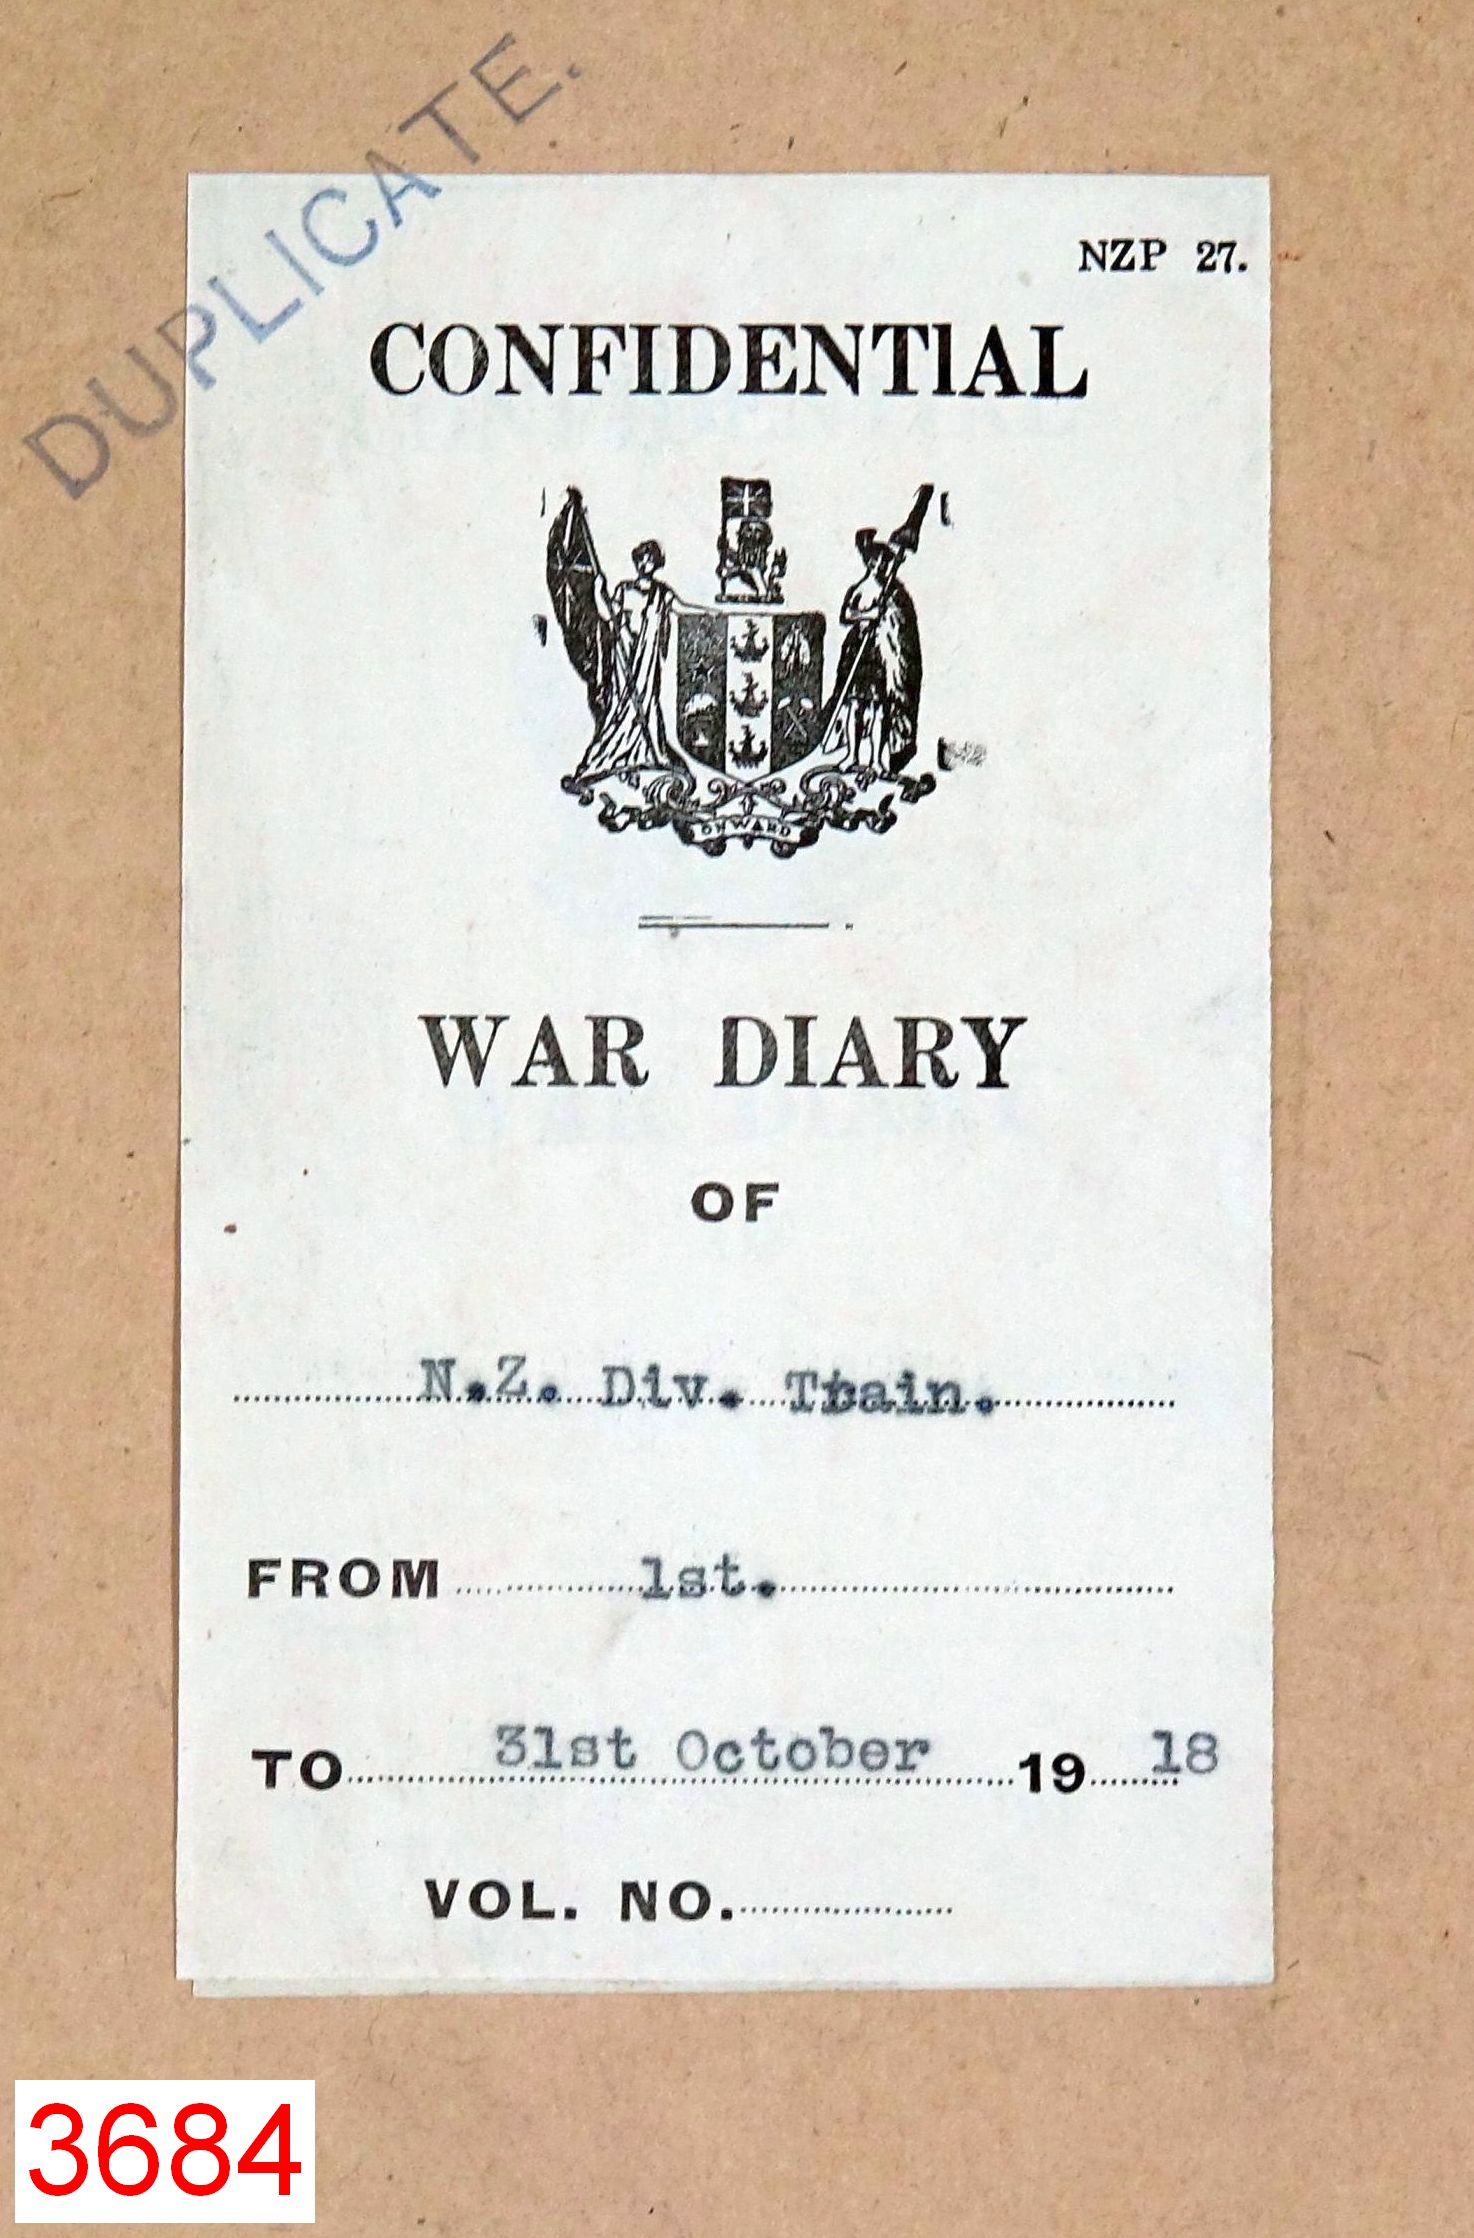 DUPLICATE.
NZP 27.
CONFIDENTIAL
ONWARD
WAR DIARY
OF
N.Z. Div. Train.
FROM 1st.
TO 31st October 19 18
VOL. NO.
3684